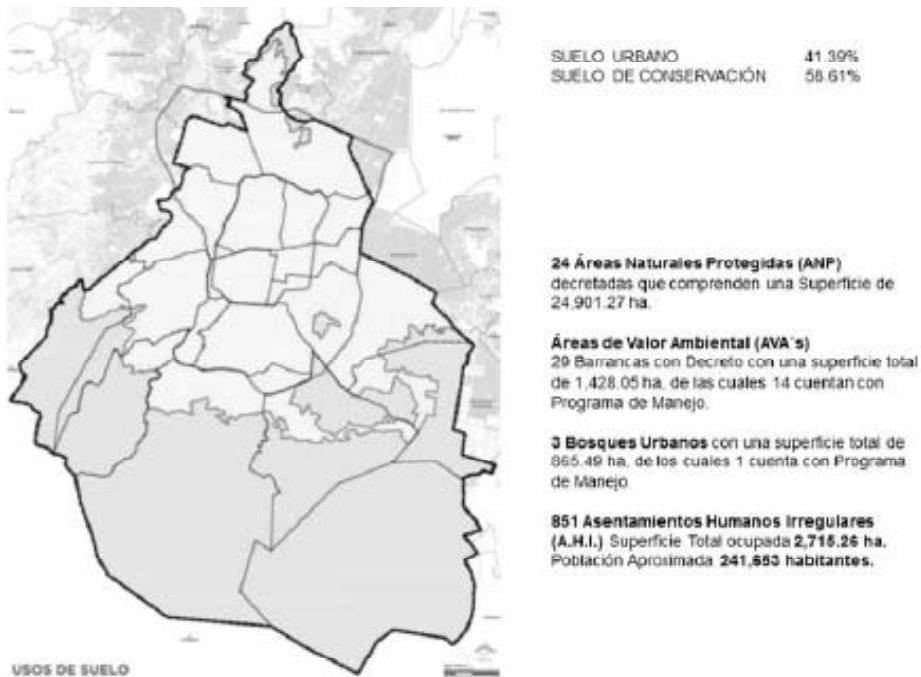 SUELO URBANO 41.39%
SUELO DE CONSERVACIÓN 58.61%
24 Áreas Naturales Protegidas (ANP)
decretadas que comprenden una Superficie de
24,901.27 ha.
Áreas de Valor Ambiental (AVA´s)
29 Barrancas con Decreto con una superficie total
de 1,428.05 ha, de las cuales 14 cuentan con
Programa de Manejo.
3 Bosques Urbanos con una superficie total de
865.49 ha, de los cuales 1 cuenta con Programa
de Manejo
851 Asentamientos Humanos Irregulares
(A.H.I.) Superficie Total ocupada 2,715.26 ha.
Población Aproximada 241,553 habitantes.
USOS DE SUELO